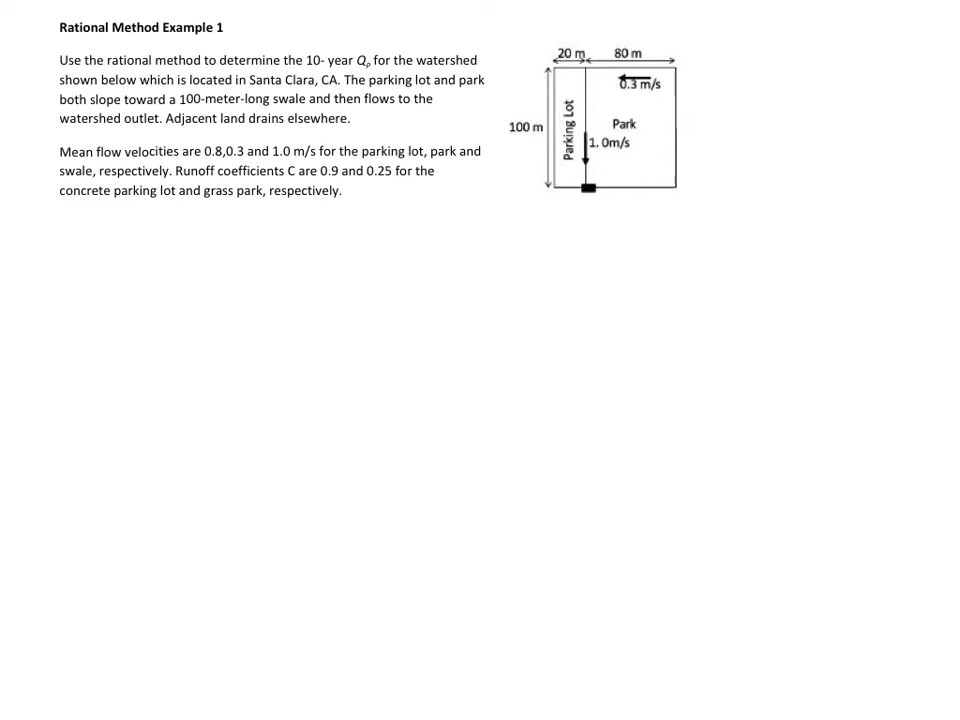 Rational Method Example 1
Use the rational method to determine the 10- year Qp for the watershed
shown below which is located in Santa Clara, CA. The parking lot and park
both slope toward a 100-meter-long swale and then flows to the
watershed outlet. Adjacent land drains elsewhere.
Mean flow velocities are 0.8,0.3 and 1.0 m/s for the parking lot, park and
swale, respectively. Runoff coefficients C are 0.9 and 0.25 for the
concrete parking lot and grass park, respectively.
20 m
80 m
0.3 m/s
100 m
Parking Lot
Park
1. 0m/s